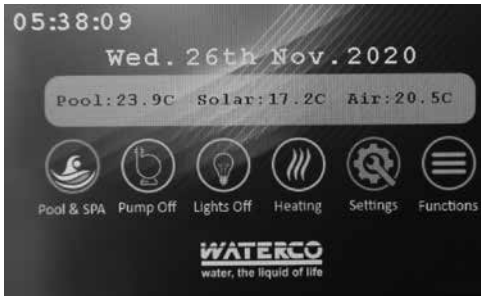 05:38:09
Wed. 26th Nov. 2020
Pool:23.9C Solar:17.2C Air:20.5C
Pool & SPA Pump Off Lights Off Heating Settings Functions
WATERCO
water, the liquid of life